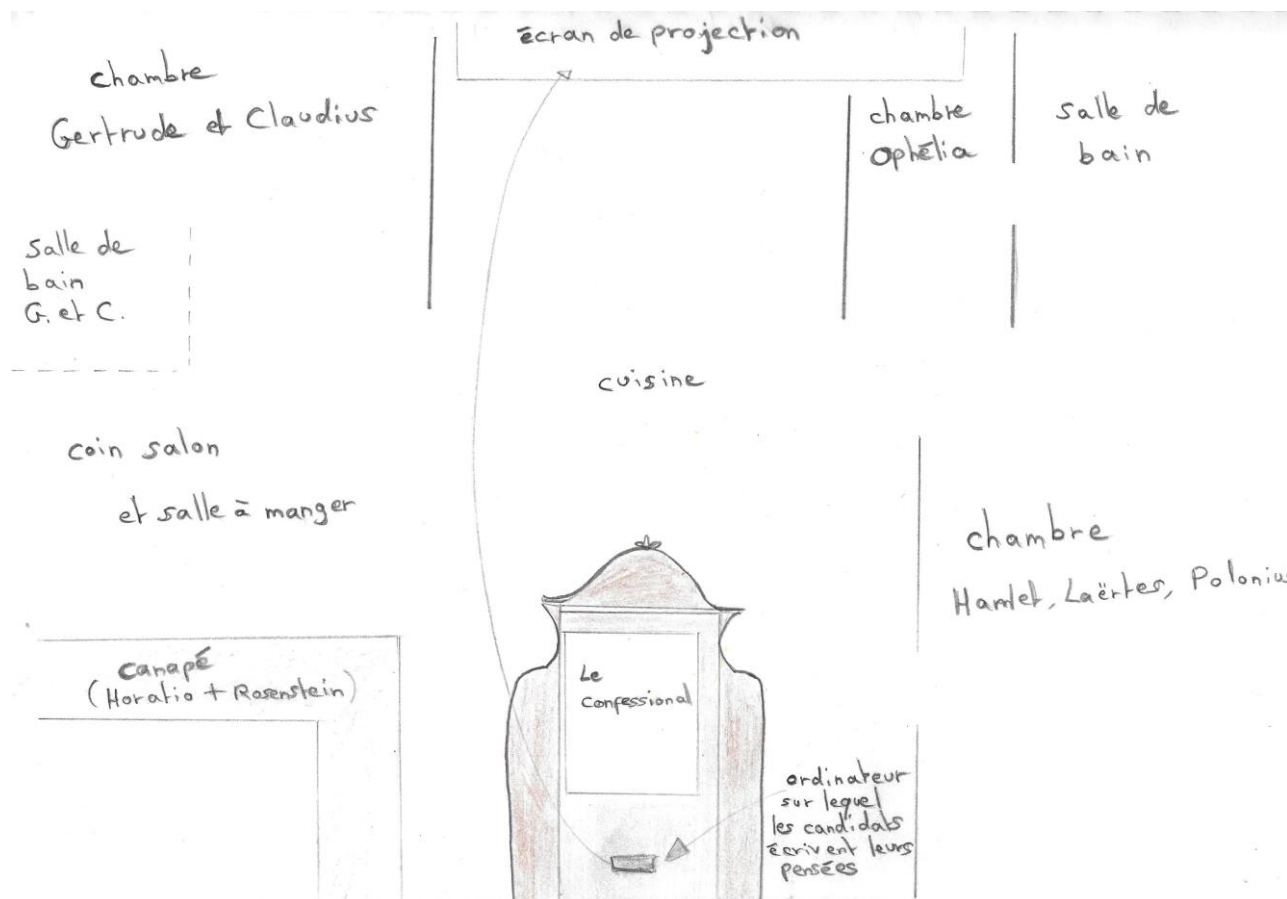 écran de projection
chambre
Gertrude et Claudius
chambre
Ophélia
Salle de
bain
Salle de
bain
G. et C.
cuisine
coin salon
et salle à manger
chambre
Hamlet, Laërtes, Polonius
canapé
(Horatio + Rosenstein)
Le
confessional
ordinateur
sur lequel
les candidats
écrivent leurs
pensées